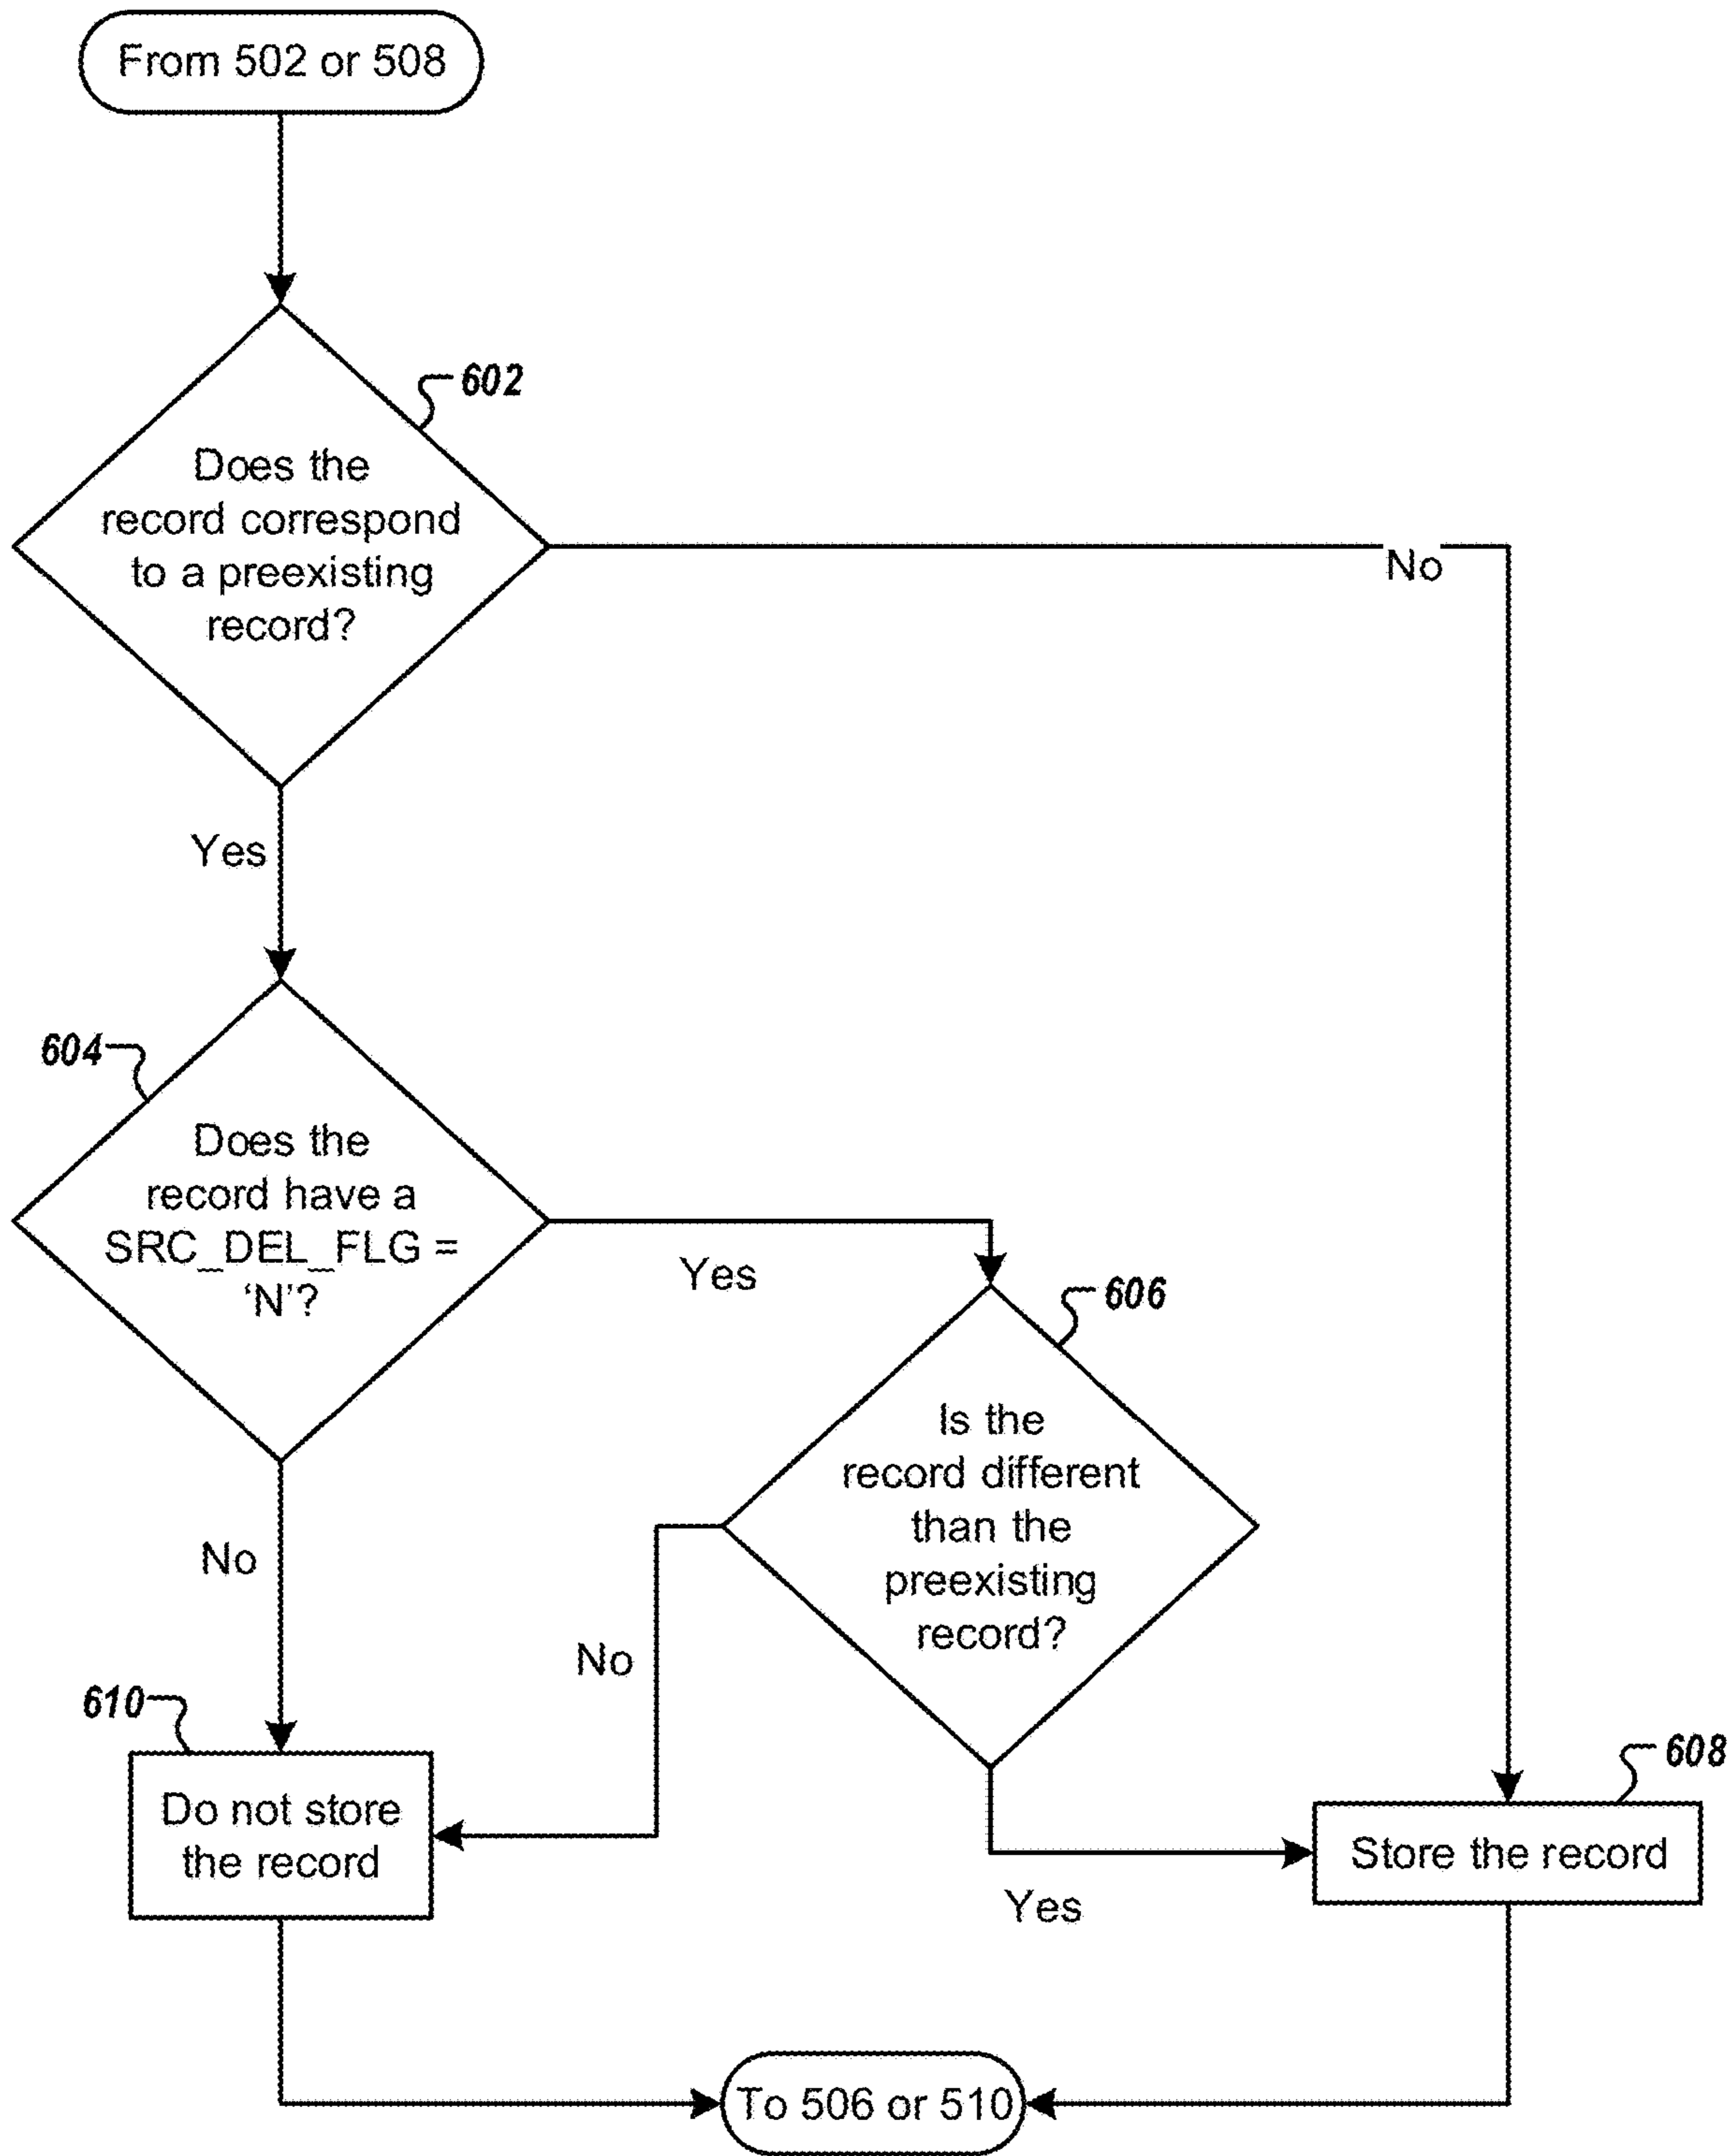 From 502 or 508
602
Does the
record correspond
to a preexisting
record?
No
Yes
604
Does the
record have a
SRC_DEL_FLG =
‘N’?
Yes
606
Is the
record different
than the
preexisting
record?
No
No
610
Do not store
the record
608
Store the record
Yes
To 506 or 510